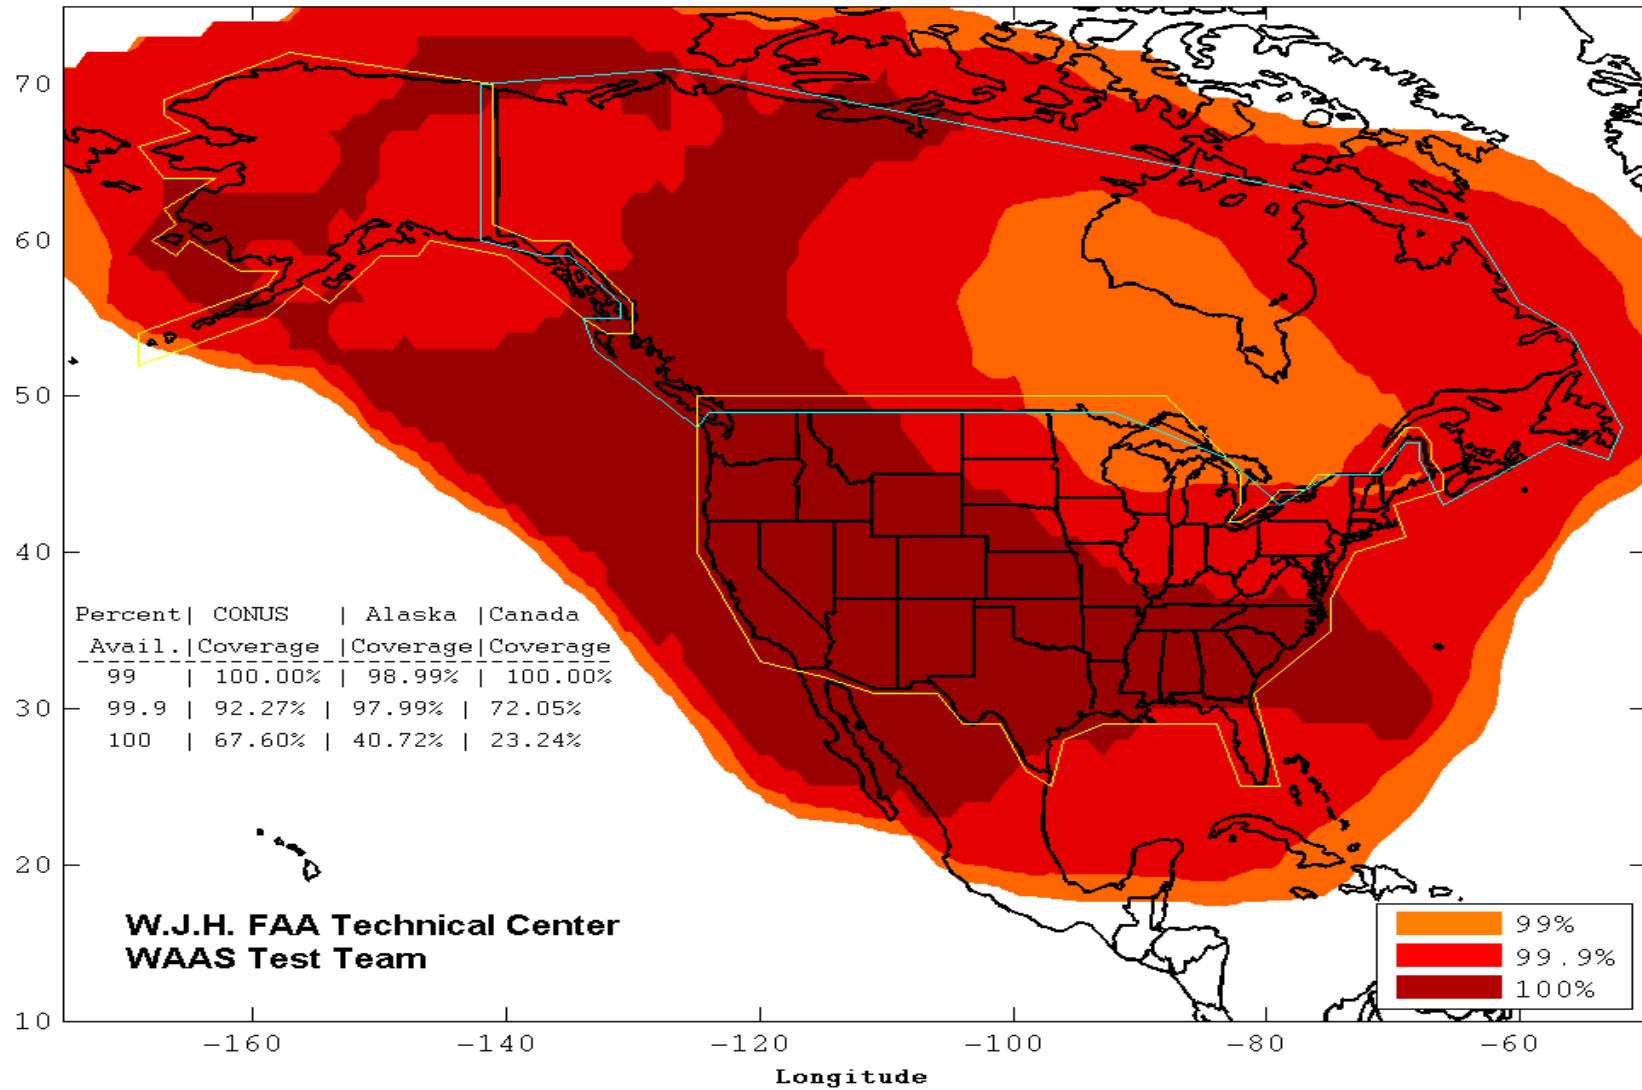 70
60
50
40
30
20
10
Percent| CONUS | Alaska |Canada
Avail.|Coverage |Coverage|Coverage
--------------------------------------
99 | 100.00% | 98.99% | 100.00%
99.9 | 92.27% | 97.99% | 72.05%
100 | 67.60% | 40.72% | 23.24%
W.J.H. FAA Technical Center
WAAS Test Team
99%
99.9%
100%
-160 -140 -120 -100 -80 -60
Longitude